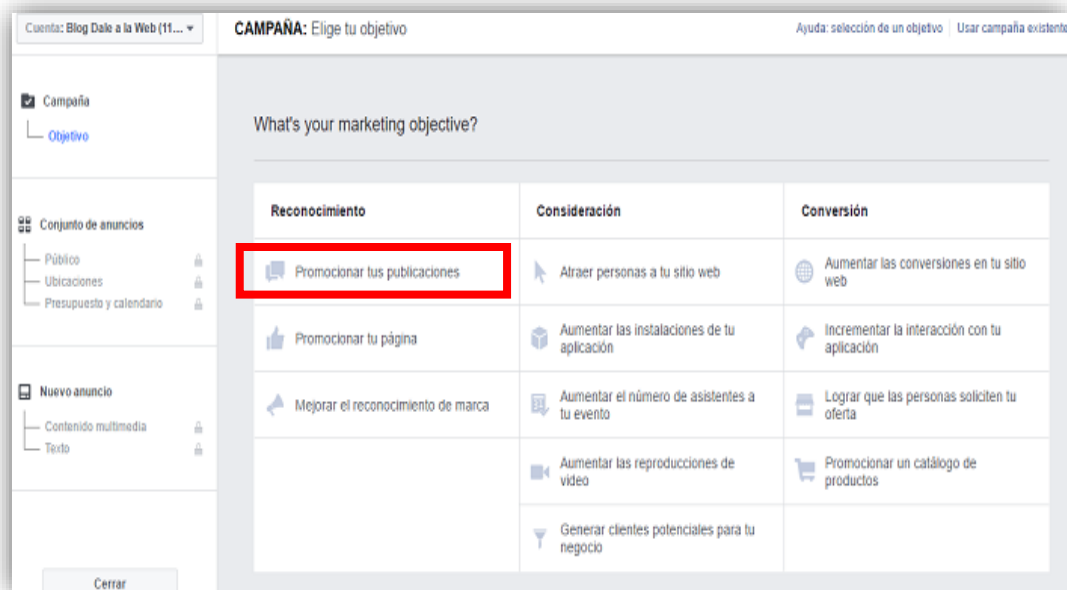 Cuenta: Blog Dale a la Web (11...
CAMPAÑA: Elige tu objetivo
Ayuda: selección de un objetivo
Usar campaña existente
Campaña
Objetivo
Conjunto de anuncios
Público
Ubicaciones
Presupuesto y calendario
Nuevo anuncio
Contenido multimedia
Texto
Cerrar
What's your marketing objective?
Reconocimiento
Promocionar tus publicaciones
Promocionar tu página
Mejorar el reconocimiento de marca
Consideración
Atraer personas a tu sitio web
Aumentar las instalaciones de tu
aplicación
Aumentar el número de asistentes a
tu evento
Aumentar las reproducciones de
vídeo
Generar clientes potenciales para tu
negocio
Conversión
Aumentar las conversiones en tu sitio
web
Incrementar la interacción con tu
aplicación
Lograr que las personas soliciten tu
oferta
Promocionar un catálogo de
productos